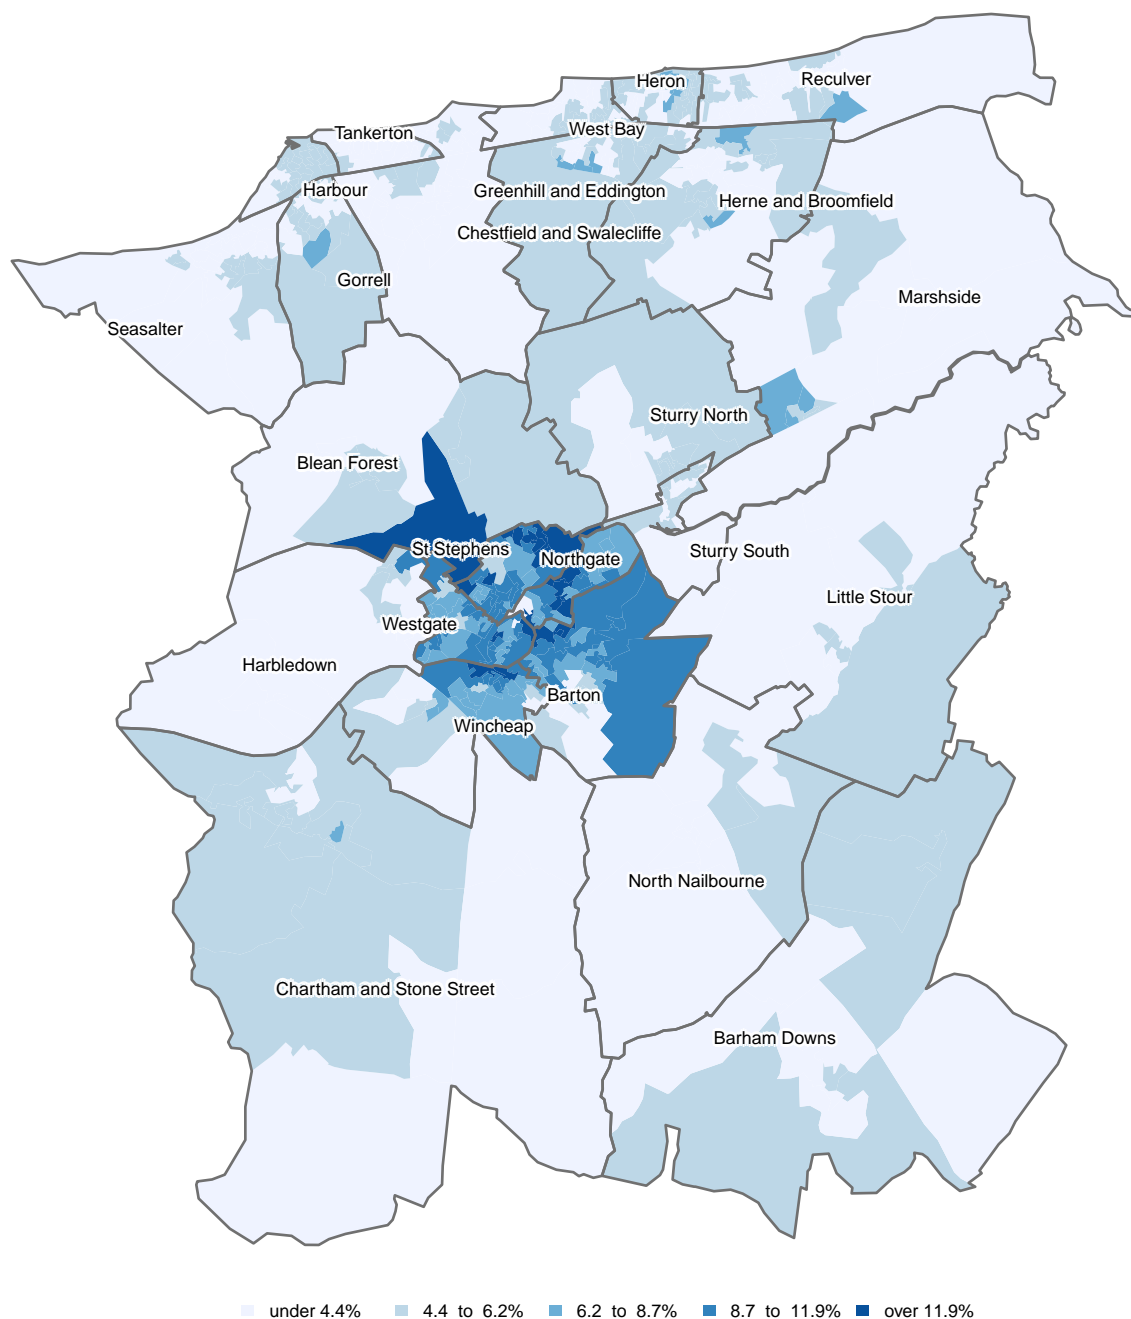 Heron
Reculver
Tankerton
West Bay
Harbour
Greenhill and Eddington
Herne and Broomfield
Chestfield and Swalecliffe
Gorrell
Marshside
Seasalter
Sturry North
Blean Forest
St Stephens
Northgate
Sturry South
Little Stour
Westgate
Harbledown
Barton
Wincheap
North Nailbourne
Chartham and Stone Street
Barham Downs
under 4.4% 4.4 to 6.2% 6.2 to 8.7% 8.7 to 11.9% over 11.9%